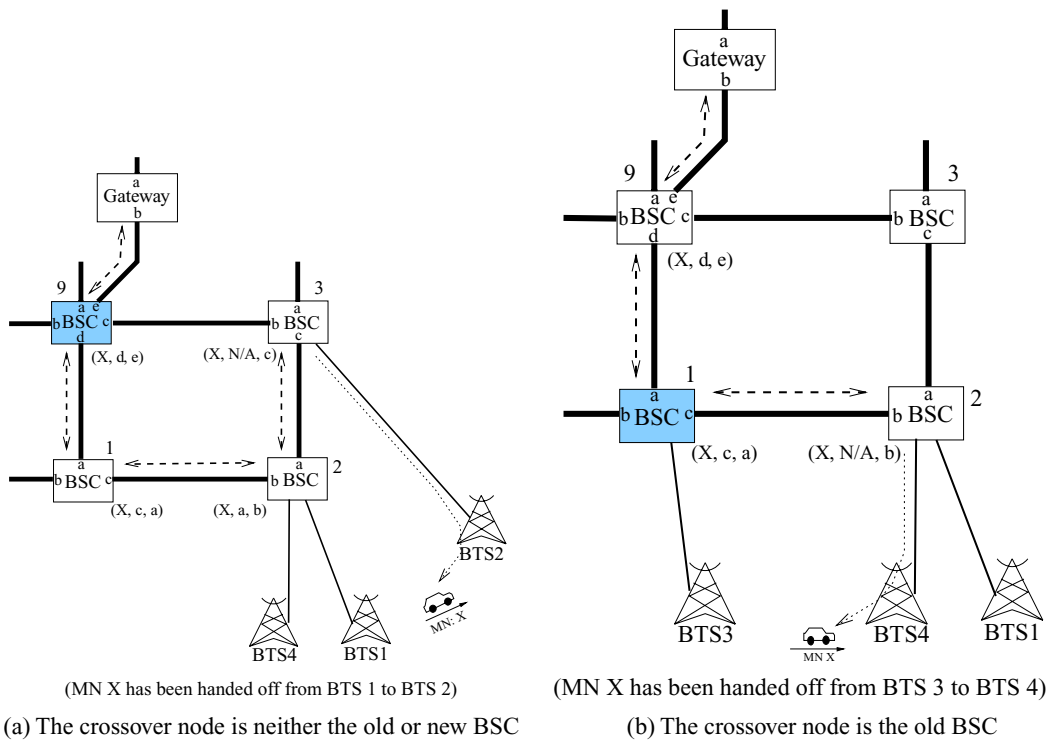 a
Gateway
b
9
a e
b BSC c
d
(X, d, e)
3
a
b BSC
c
(X, N/A, c)
1
a
b BSC c
(X, c, a)
2
a
b BSC
(X, a, b)
BTS2
MN: X
BTS4
BTS1
(MN X has been handed off from BTS 1 to BTS 2)
(a) The crossover node is neither the old or new BSC
a
Gateway
b
9
a e
b BSC c
d
(X, d, e)
3
a
b BSC
c
1
a
b BSC c
(X, c, a)
2
a
b BSC
(X, N/A, b)
BTS3
MN X
BTS4
BTS1
(MN X has been handed off from BTS 3 to BTS 4)
(b) The crossover node is the old BSC